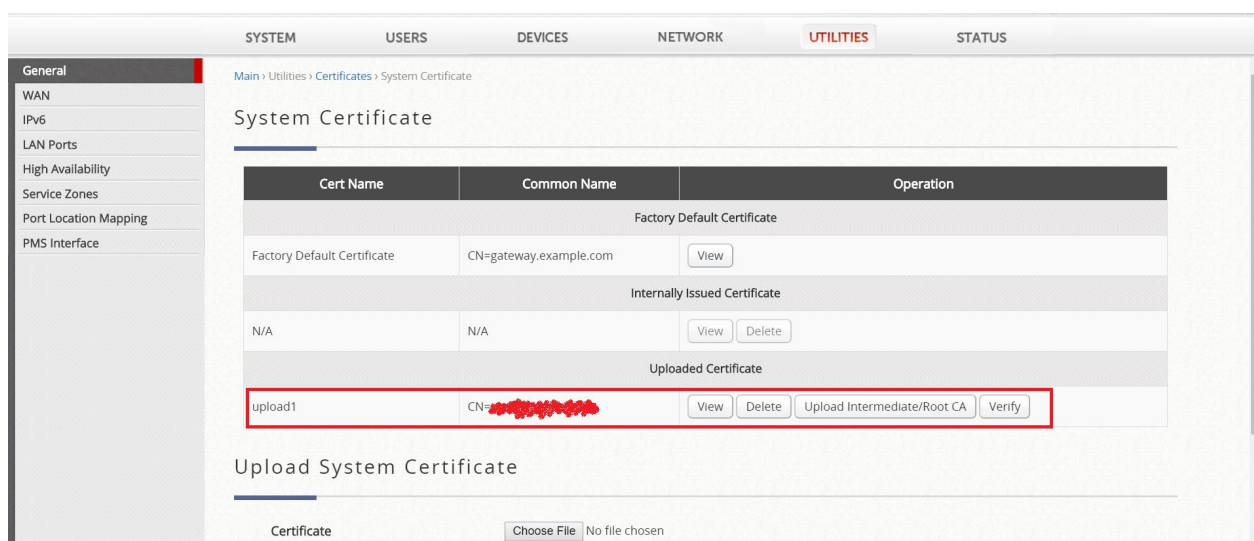 SYSTEM USERS DEVICES NETWORK UTILITIES STATUS
General
WAN
IPv6
LAN Ports
High Availability
Service Zones
Port Location Mapping
PMS Interface
Main › Utilities › Certificates › System Certificate
System Certificate
Cert Name Common Name Operation
Factory Default Certificate
Factory Default Certificate CN=gateway.example.com View
Internally Issued Certificate
N/A N/A View Delete
Uploaded Certificate
upload1 CN= View Delete Upload Intermediate/Root CA Verify
Upload System Certificate
Certificate Choose File No file chosen